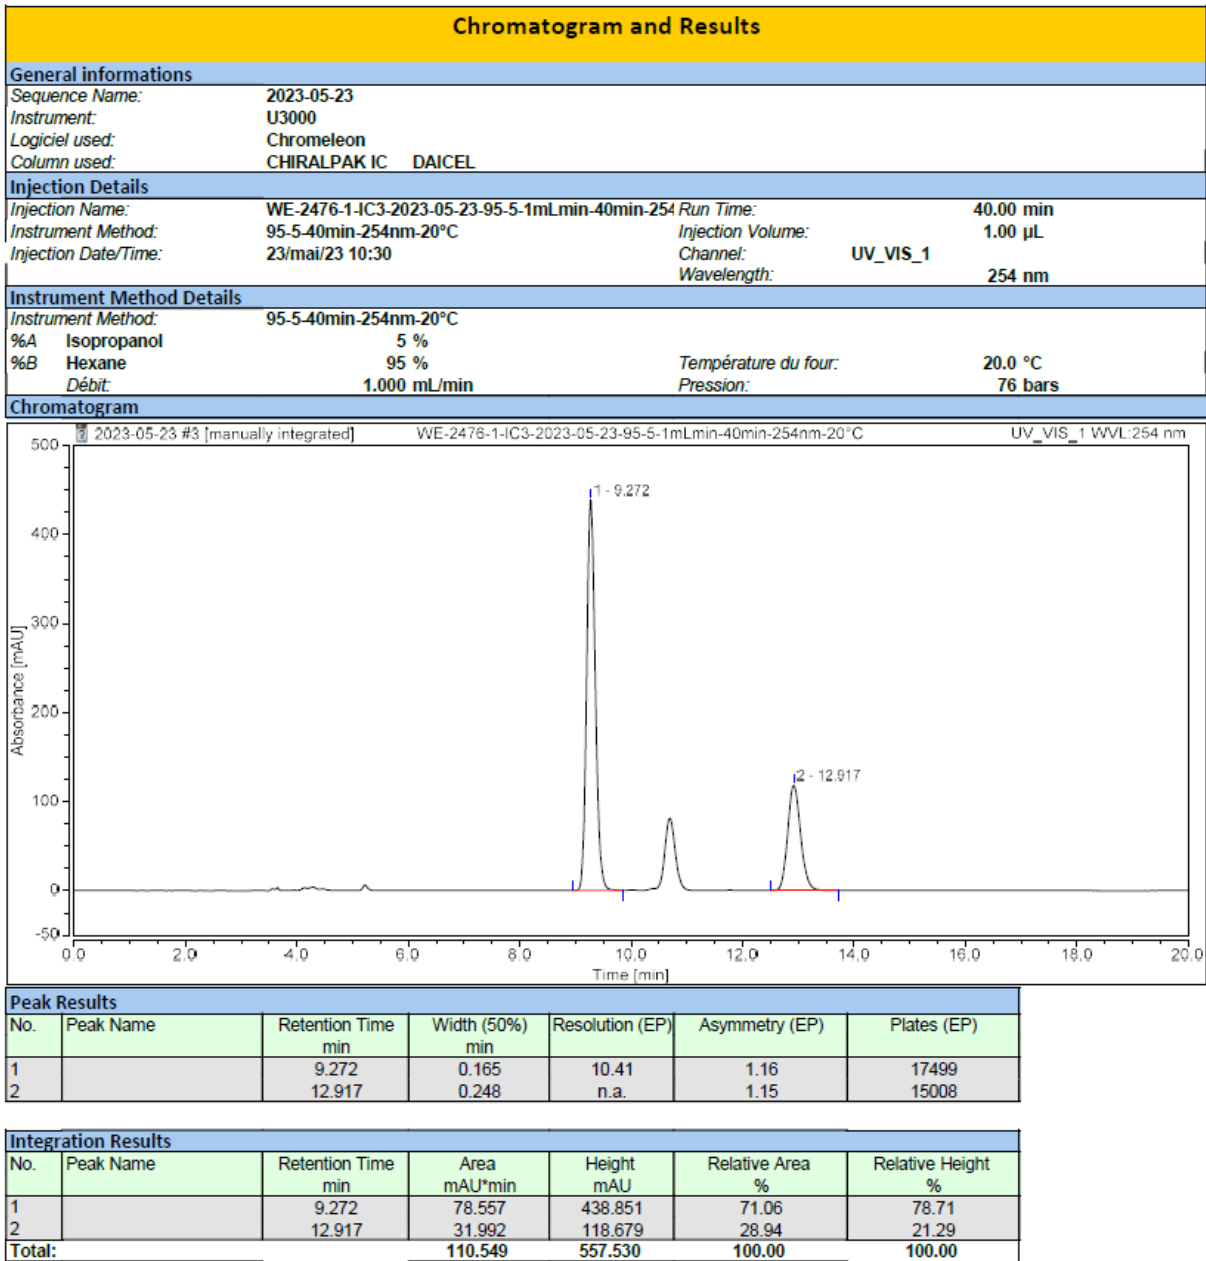 Chromatogram and Results
General informations
Sequence Name: 2023-05-23
Instrument: U3000
Logiciel used: Chromeleon
Column used: CHIRALPAK IC DAICEL
Injection Details
Injection Name: WE-2476-1-IC3-2023-05-23-95-5-1mLmin-40min-254 Run Time: 40.00 min
Instrument Method: 95-5-40min-254nm-20°C Injection Volume: 1.00 µL
Injection Date/Time: 23/mai/23 10:30 Channel: UV_VIS_1
Wavelength: 254 nm
Instrument Method Details
Instrument Method: 95-5-40min-254nm-20°C
%A Isopropanol 5 %
%B Hexane 95 % Température du four: 20.0 °C
Débit: 1.000 mL/min Pression: 76 bars
Chromatogram
2023-05-23 #3 [manually integrated] WE-2476-1-IC3-2023-05-23-95-5-1mLmin-40min-254nm-20°C UV_VIS_1 WVL:254 nm
500
1 - 9.272
400
300
Absorbance [mAU]
200
2 - 12.917
100
0
-50
0.0 2.0 4.0 6.0 8.0 10.0 12.0 14.0 16.0 18.0 20.0
Time [min]
Peak Results
No. Peak Name Retention Time Width (50%) Resolution (EP) Asymmetry (EP) Plates (EP)
min min
1 9.272 0.165 10.41 1.16 17499
2 12.917 0.248 n.a. 1.15 15008
Integration Results
No. Peak Name Retention Time Area Height Relative Area Relative Height
min mAU*min mAU % %
1 9.272 78.557 438.851 71.06 78.71
2 12.917 31.992 118.679 28.94 21.29
Total: 110.549 557.530 100.00 100.00